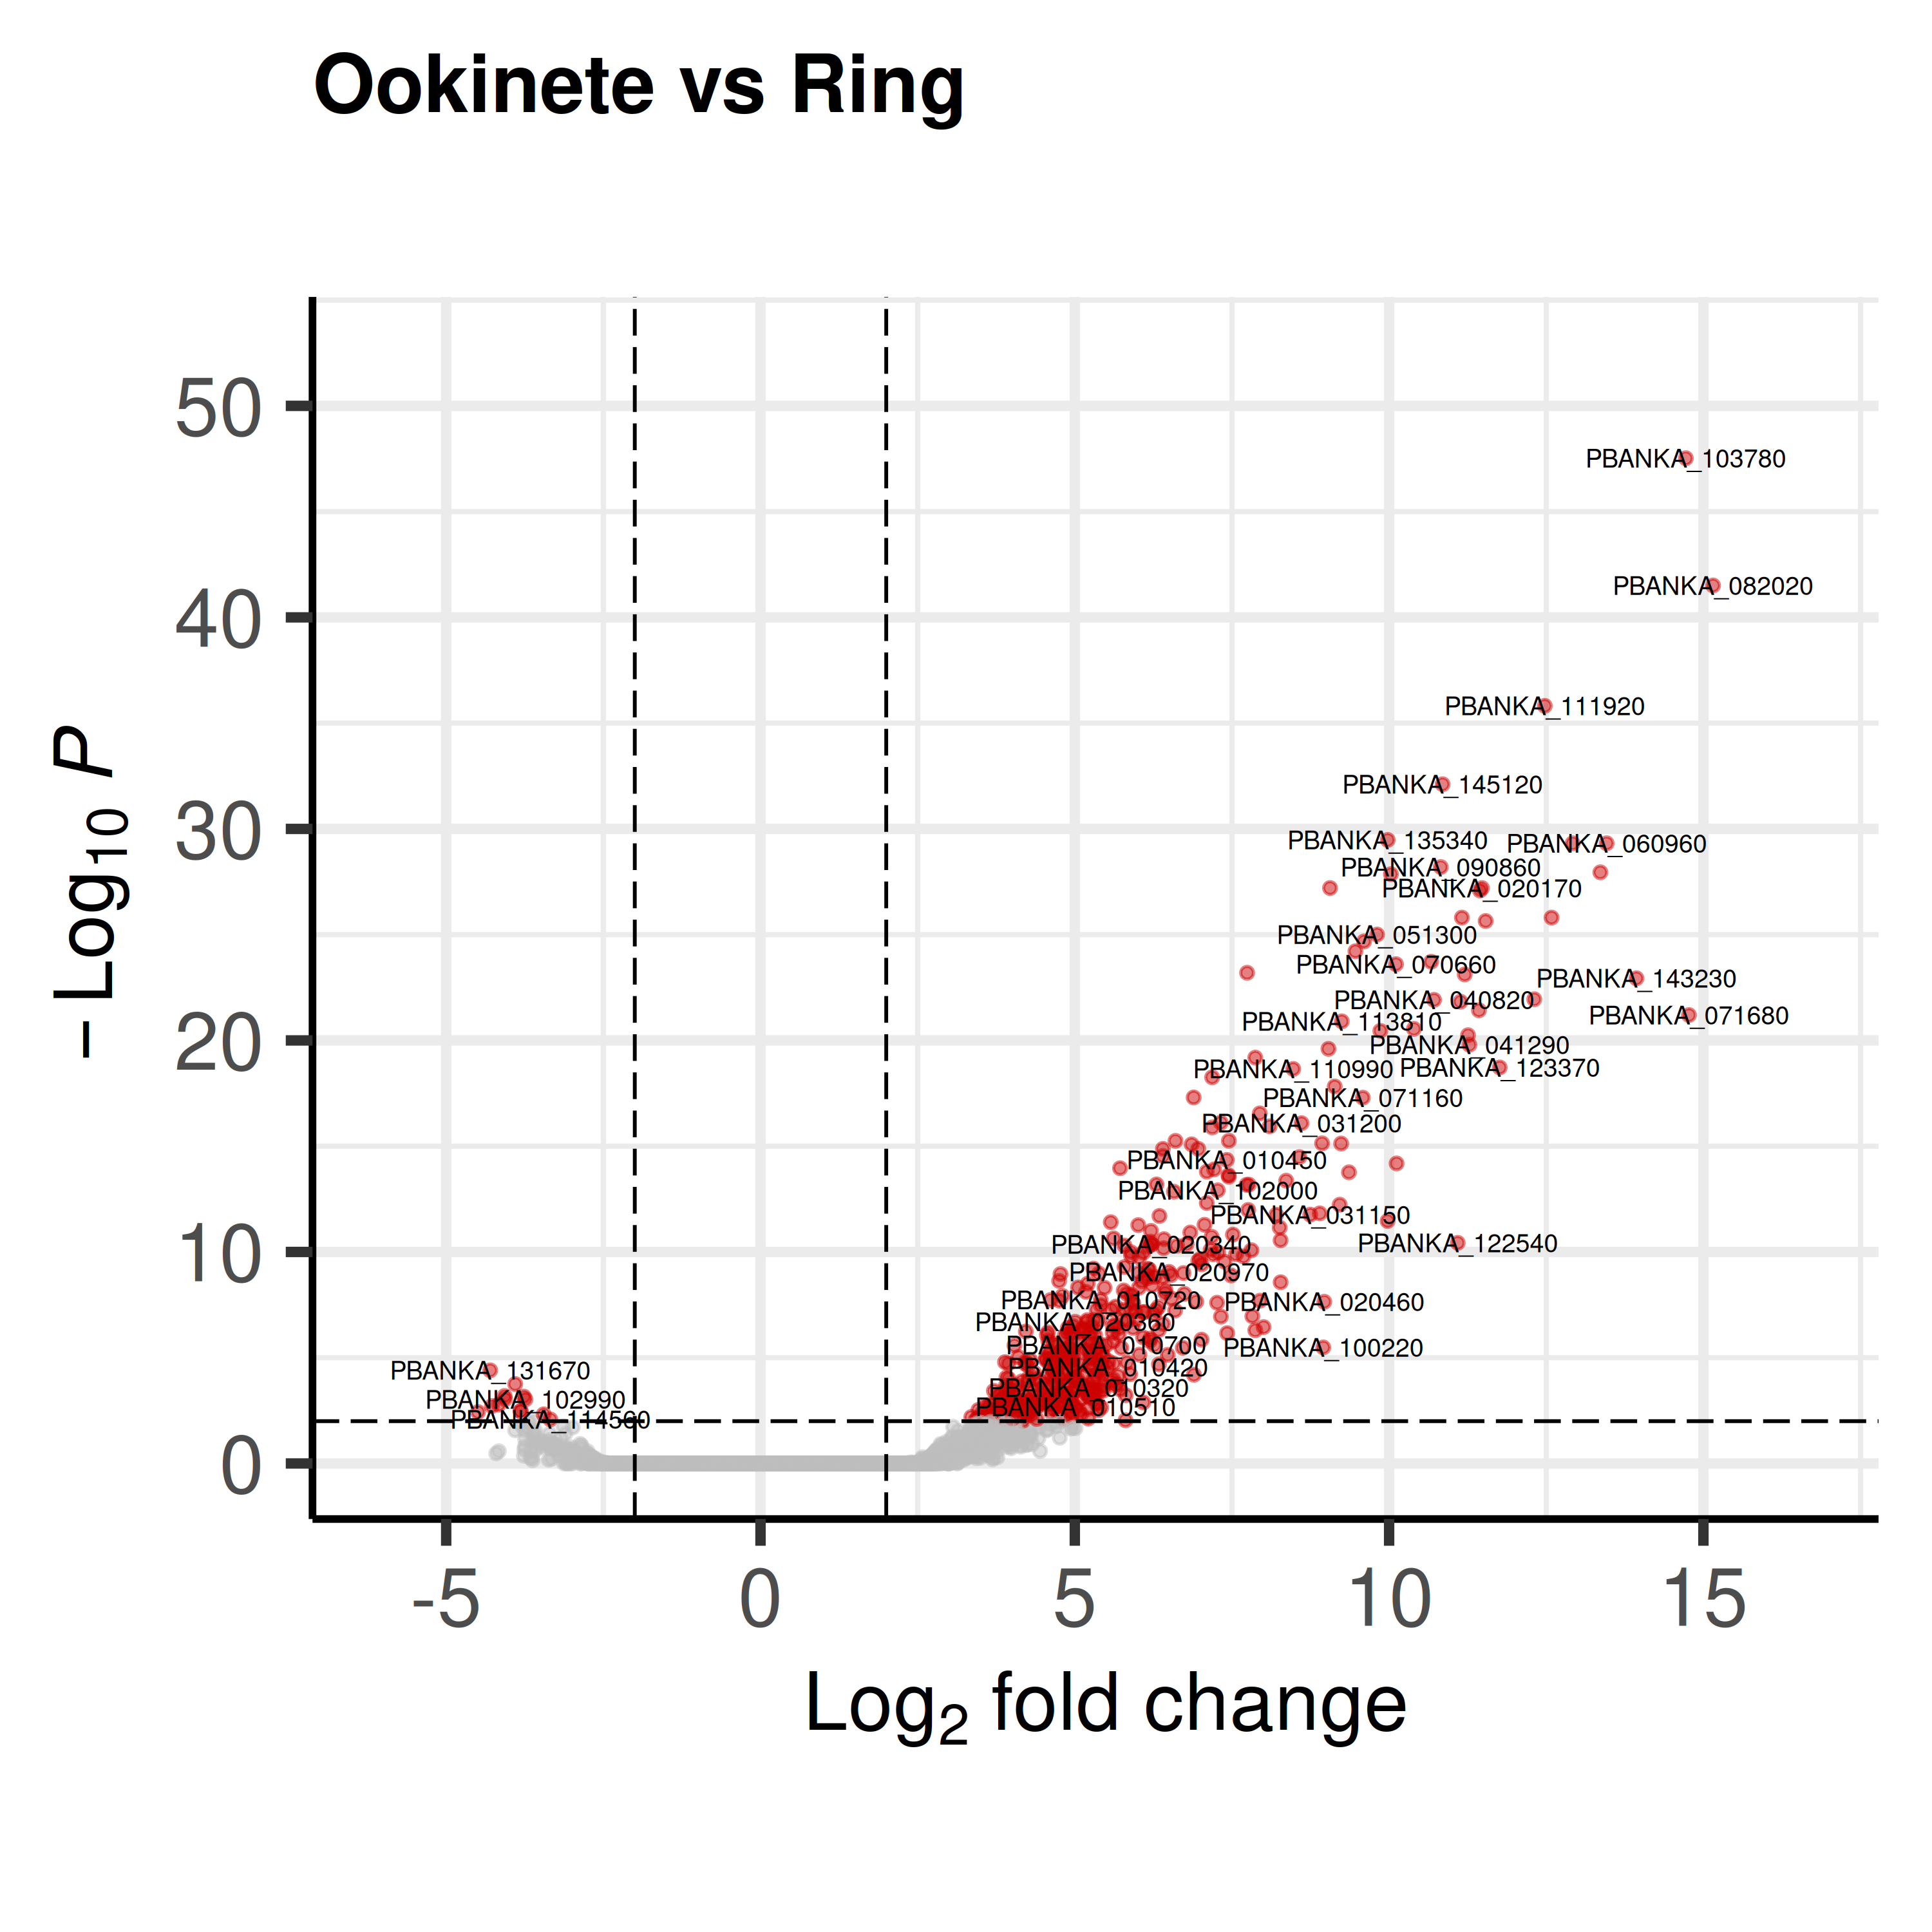 Ookinete vs Ring
− Log10 P
50
40
30
20
10
0
PBANKA_103780
PBANKA_082020
PBANKA_111920
PBANKA_145120
PBANKA_135340
PBANKA_060960
PBANKA_090860
PBANKA_020170
PBANKA_051300
PBANKA_070660
PBANKA_143230
PBANKA_040820
PBANKA_071680
PBANKA_113810
PBANKA_041290
PBANKA_110990
PBANKA_123370
PBANKA_071160
PBANKA_031200
PBANKA_010450
PBANKA_102000
PBANKA_031150
PBANKA_020340
PBANKA_122540
PBANKA_020970
PBANKA_010720
PBANKA_020460
PBANKA_020360
PBANKA_010700
PBANKA_100220
PBANKA_010420
PBANKA_131670
PBANKA_010320
PBANKA_102990
PBANKA_010510
PBANKA_114560
-5
0
5
10
15
Log2 fold change